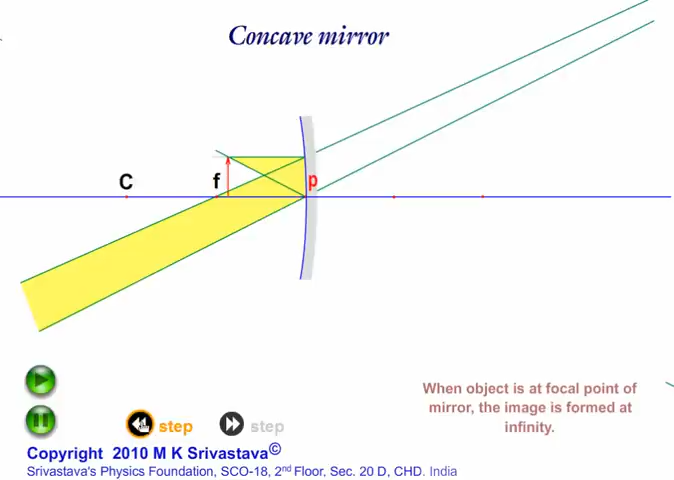 Concave mirror
C
f
p
When object is at focal point of
mirror, the image is formed at
infinity.
step
step
Copyright 2010 M K Srivastava©
Srivastava's Physics Foundation, SCO-18, 2nd Floor, Sec. 20 D, CHD. India